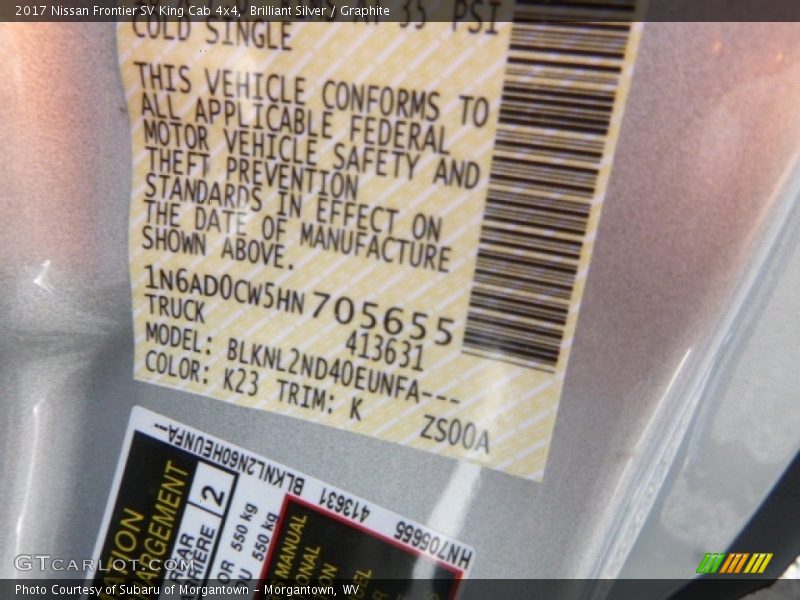 2017 Nissan Frontier SV King Cab 4x4, Brilliant Silver / Graphite
35 PSI
COLD SINGLE
THIS VEHICLE CONFORMS TO
ALL APPLICABLE FEDERAL
MOTOR VEHICLE SAFETY AND
THEFT PREVENTION
STANDARDS IN EFFECT ON
THE DATE OF MANUFACTURE
SHOWN ABOVE.
1N6AD0CW5HN705655
TRUCK 413631
MODEL: BLKNL2ND40EUNFA---
COLOR: K23 TRIM: K ZS00A
BLKNL2N60HEUNFA--
413631
HN705655
2
550 kg
550 kg
MANUAL
GTCARLOT.COM
Photo Courtesy of Subaru of Morgantown - Morgantown, WV